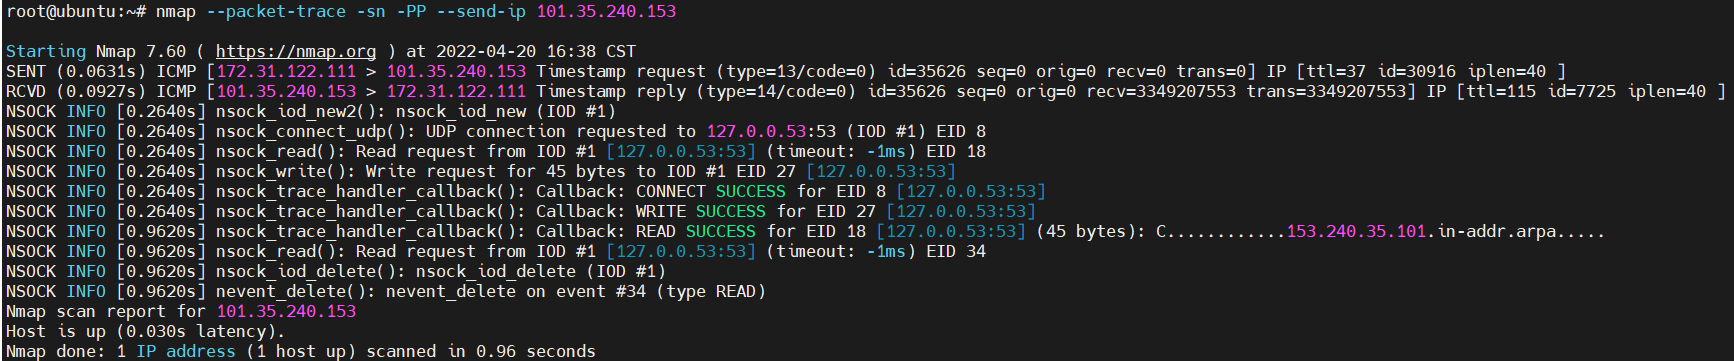 root@ubuntu:~# nmap --packet-trace -sn -PP --send-ip 101.35.240.153
Starting Nmap 7.60 ( https://nmap.org ) at 2022-04-20 16:38 CST
SENT (0.0631s) ICMP [172.31.122.111 > 101.35.240.153 Timestamp request (type=13/code=0) id=35626 seq=0 orig=0 recv=0 trans=0] IP [ttl=37 id=30916 iplen=40 ]
RCVD (0.0927s) ICMP [101.35.240.153 > 172.31.122.111 Timestamp reply (type=14/code=0) id=35626 seq=0 orig=0 recv=3349207553 trans=3349207553] IP [ttl=115 id=7725 iplen=40 ]
NSOCK INFO [0.2640s] nsock_iod_new2(): nsock_iod_new (IOD #1)
NSOCK INFO [0.2640s] nsock_connect_udp(): UDP connection requested to 127.0.0.53:53 (IOD #1) EID 8
NSOCK INFO [0.2640s] nsock_read(): Read request from IOD #1 [127.0.0.53:53] (timeout: -1ms) EID 18
NSOCK INFO [0.2640s] nsock_write(): Write request for 45 bytes to IOD #1 EID 27 [127.0.0.53:53]
NSOCK INFO [0.2640s] nsock_trace_handler_callback(): Callback: CONNECT SUCCESS for EID 8 [127.0.0.53:53]
NSOCK INFO [0.2640s] nsock_trace_handler_callback(): Callback: WRITE SUCCESS for EID 27 [127.0.0.53:53]
NSOCK INFO [0.9620s] nsock_trace_handler_callback(): Callback: READ SUCCESS for EID 18 [127.0.0.53:53] (45 bytes): C............153.240.35.101.in-addr.arpa.....
NSOCK INFO [0.9620s] nsock_read(): Read request from IOD #1 [127.0.0.53:53] (timeout: -1ms) EID 34
NSOCK INFO [0.9620s] nsock_iod_delete(): nsock_iod_delete (IOD #1)
NSOCK INFO [0.9620s] nevent_delete(): nevent_delete on event #34 (type READ)
Nmap scan report for 101.35.240.153
Host is up (0.030s latency).
Nmap done: 1 IP address (1 host up) scanned in 0.96 seconds